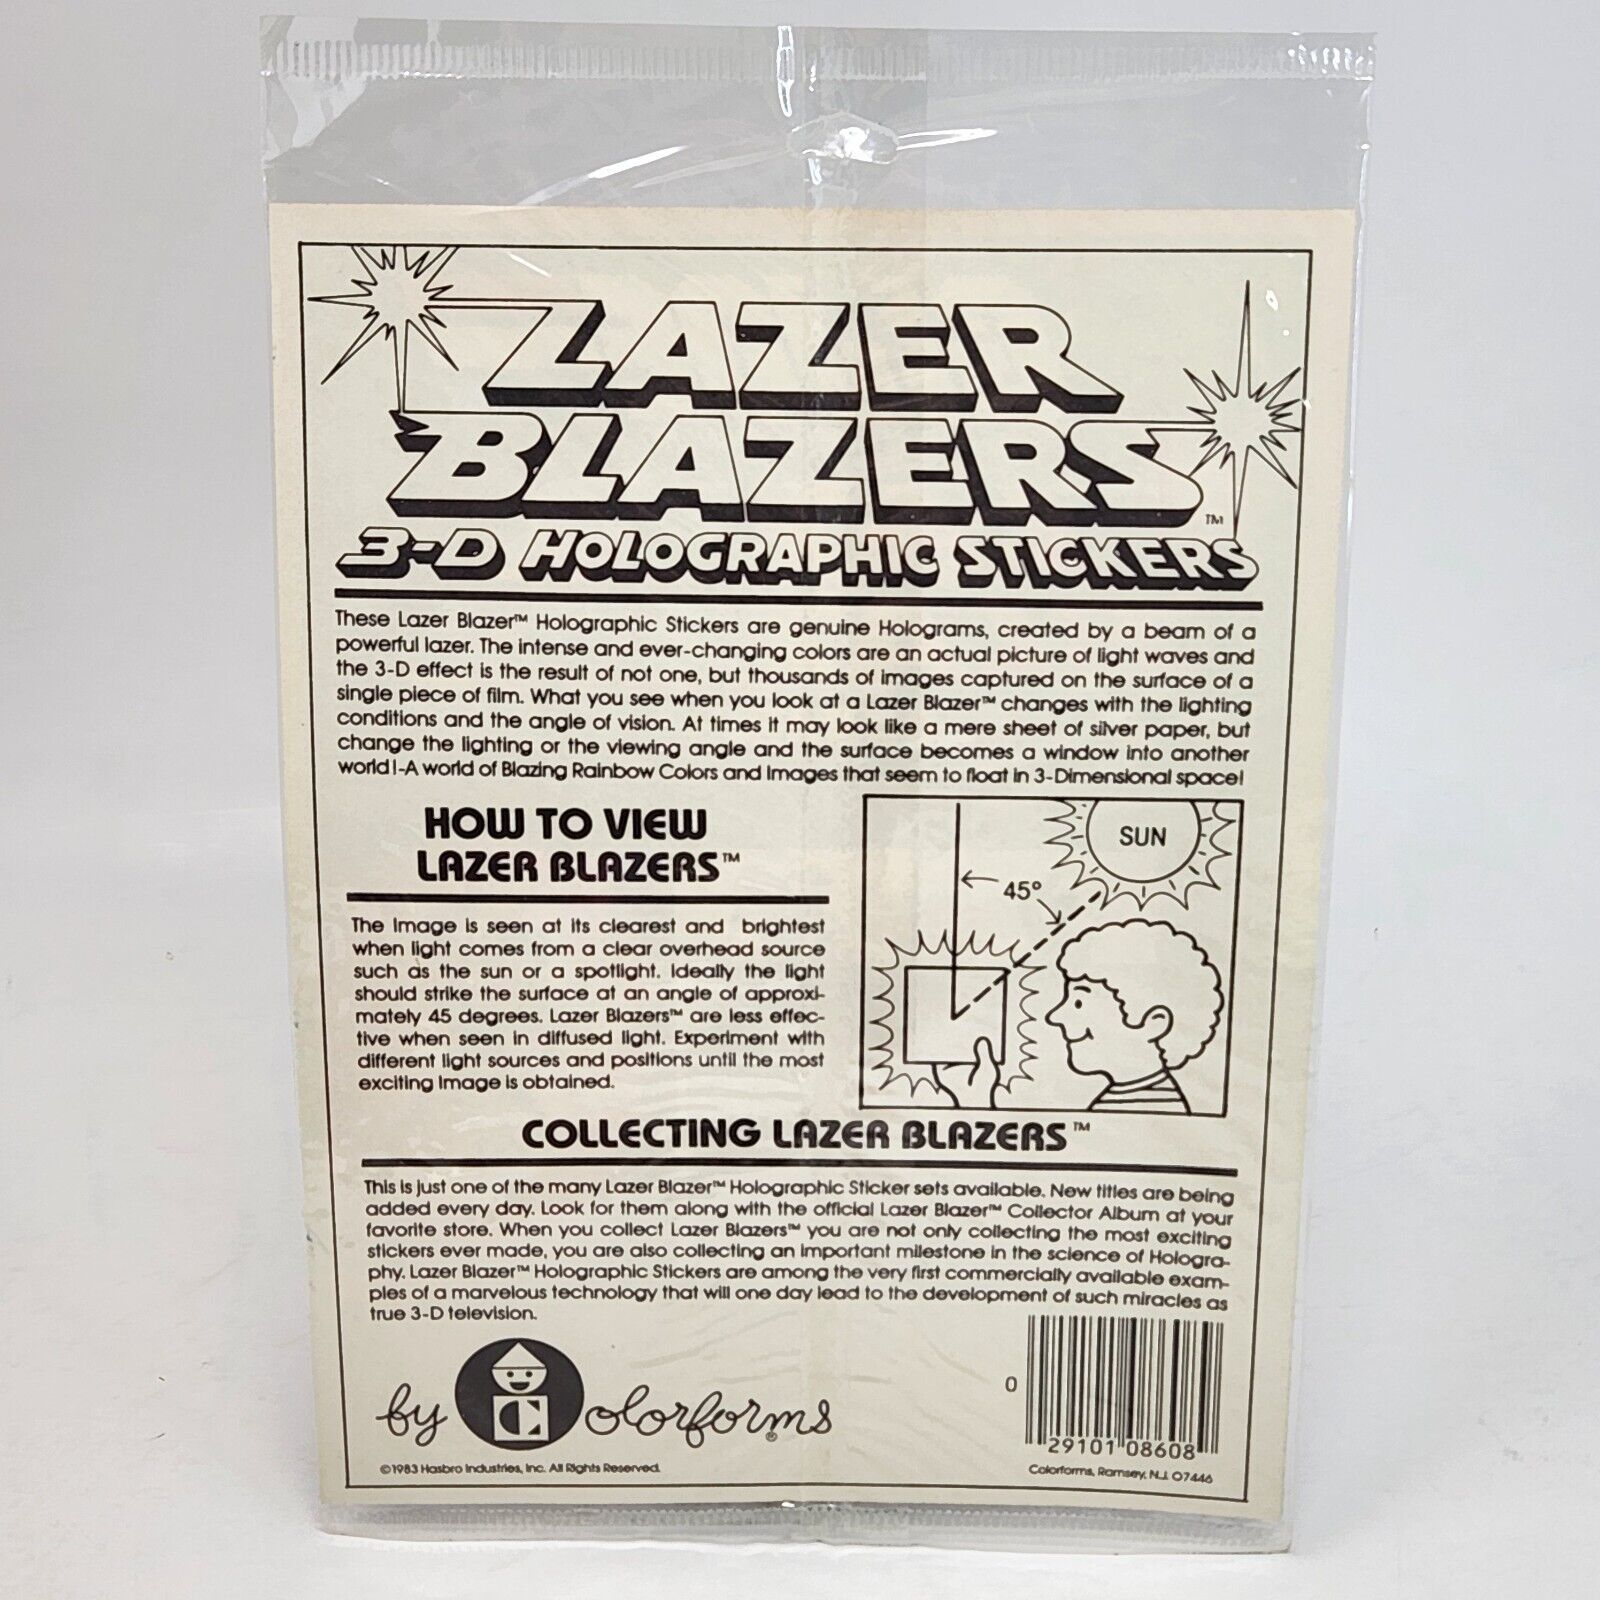 LAZER
BLAZERS™
3-D HOLOGRAPHIC STICKERS
These Lazer Blazer™ Holographic Stickers are genuine Holograms, created by a beam of a
powerful lazer. The intense and ever-changing colors are an actual picture of light waves and
the 3-D effect is the result of not one, but thousands of images captured on the surface of a
single piece of film. What you see when you look at a Lazer Blazer™ changes with the lighting
conditions and the angle of vision. At times it may look like a mere sheet of silver paper, but
change the lighting or the viewing angle and the surface becomes a window into another
world!-A world of Blazing Rainbow Colors and Images that seem to float in 3-Dimensional space!
HOW TO VIEW
LAZER BLAZERS™
The Image is seen at its clearest and brightest
when light comes from a clear overhead source
such as the sun or a spotlight. Ideally the light
should strike the surface at an angle of approxi-
mately 45 degrees. Lazer Blazers™ are less effec-
tive when seen in diffused light. Experiment with
different light sources and positions until the most
exciting image is obtained.
SUN
45°
COLLECTING LAZER BLAZERS™
This is just one of the many Lazer Blazer™ Holographic Sticker sets available. New titles are being
added every day. Look for them along with the official Lazer Blazer™ Collector Album at your
favorite store. When you collect Lazer Blazers™ you are not only collecting the most exciting
stickers ever made, you are also collecting an important milestone in the science of Hologra-
phy. Lazer Blazer™ Holographic Stickers are among the very first commercially available exam-
ples of a marvelous technology that will one day lead to the development of such miracles as
true 3-D television.
by Colorforms®
©1983 Hasbro Industries, Inc. All Rights Reserved.
0 29101 08608
Colorforms, Ramsey, N.J. 07446